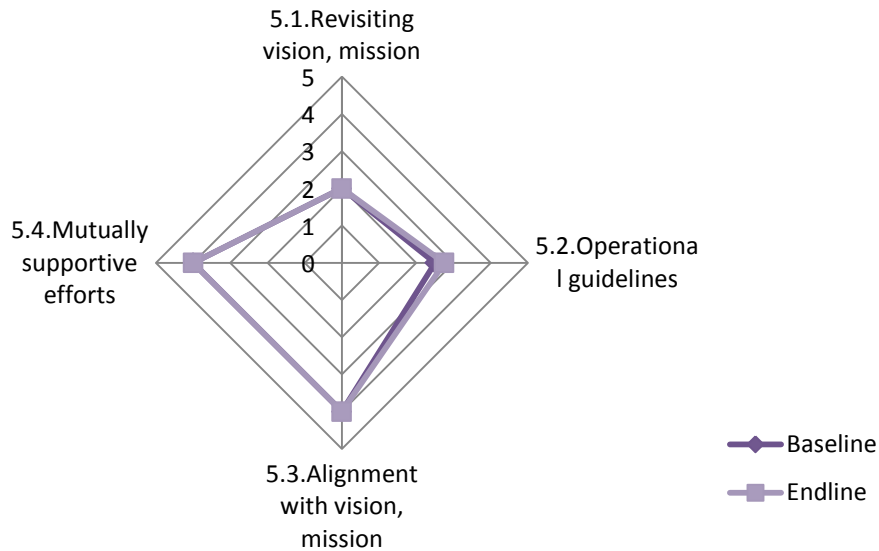 5.1.Revisiting
vision, mission
5
4
3
2
1
0
5.2.Operationa
l guidelines
5.3.Alignment
with vision,
mission
5.4.Mutually
supportive
efforts
Baseline
Endline